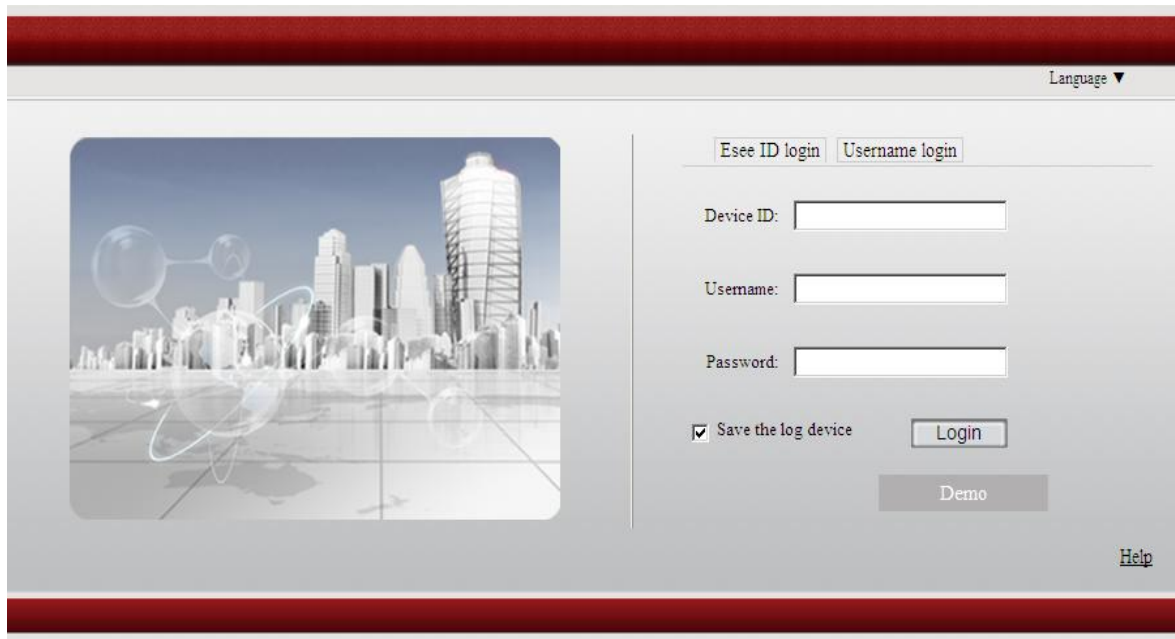 Language ▼
Esee ID login Username login
Device ID:
Username:
Password:
Save the log device Login
Demo
Help